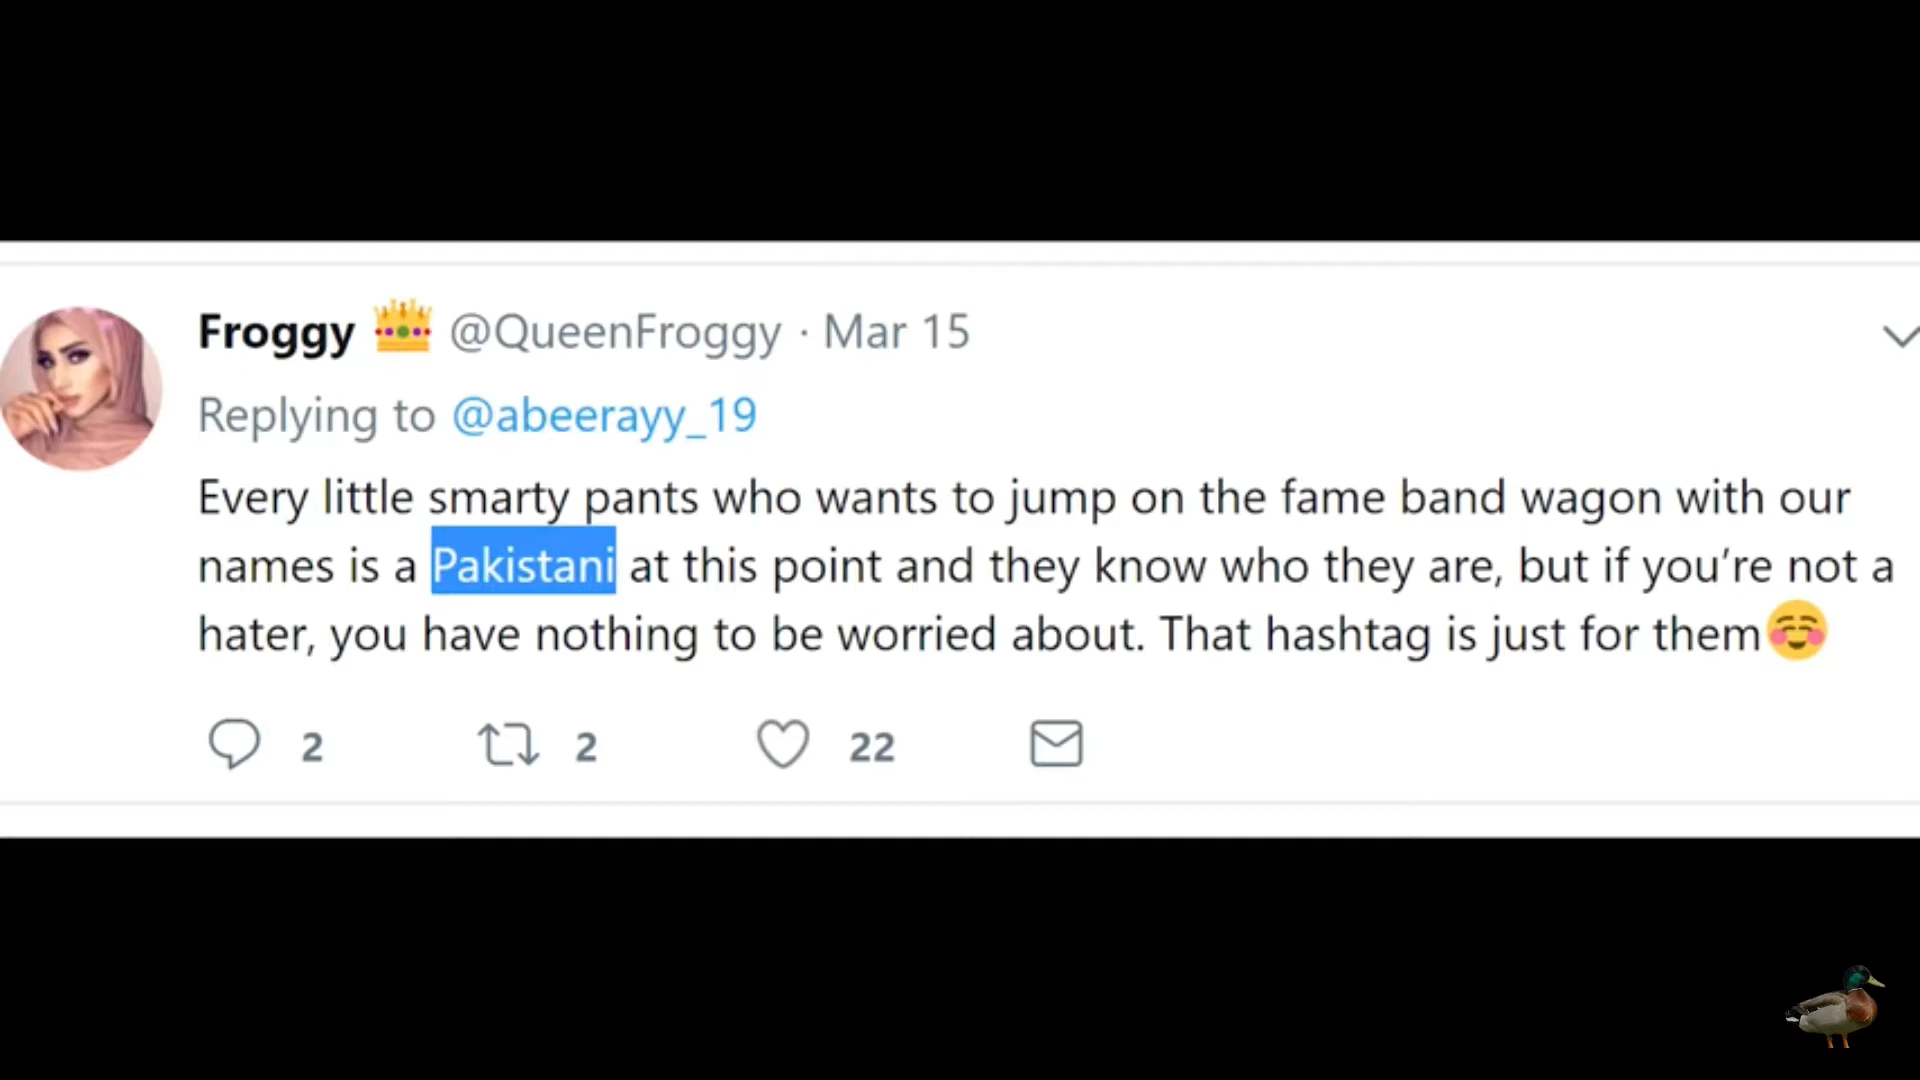 Froggy 👑 @QueenFroggy · Mar 15
Replying to @abeerayy_19
Every little smarty pants who wants to jump on the fame band wagon with our
names is a Pakistani at this point and they know who they are, but if you’re not a
hater, you have nothing to be worried about. That hashtag is just for them☺️
2 2 22